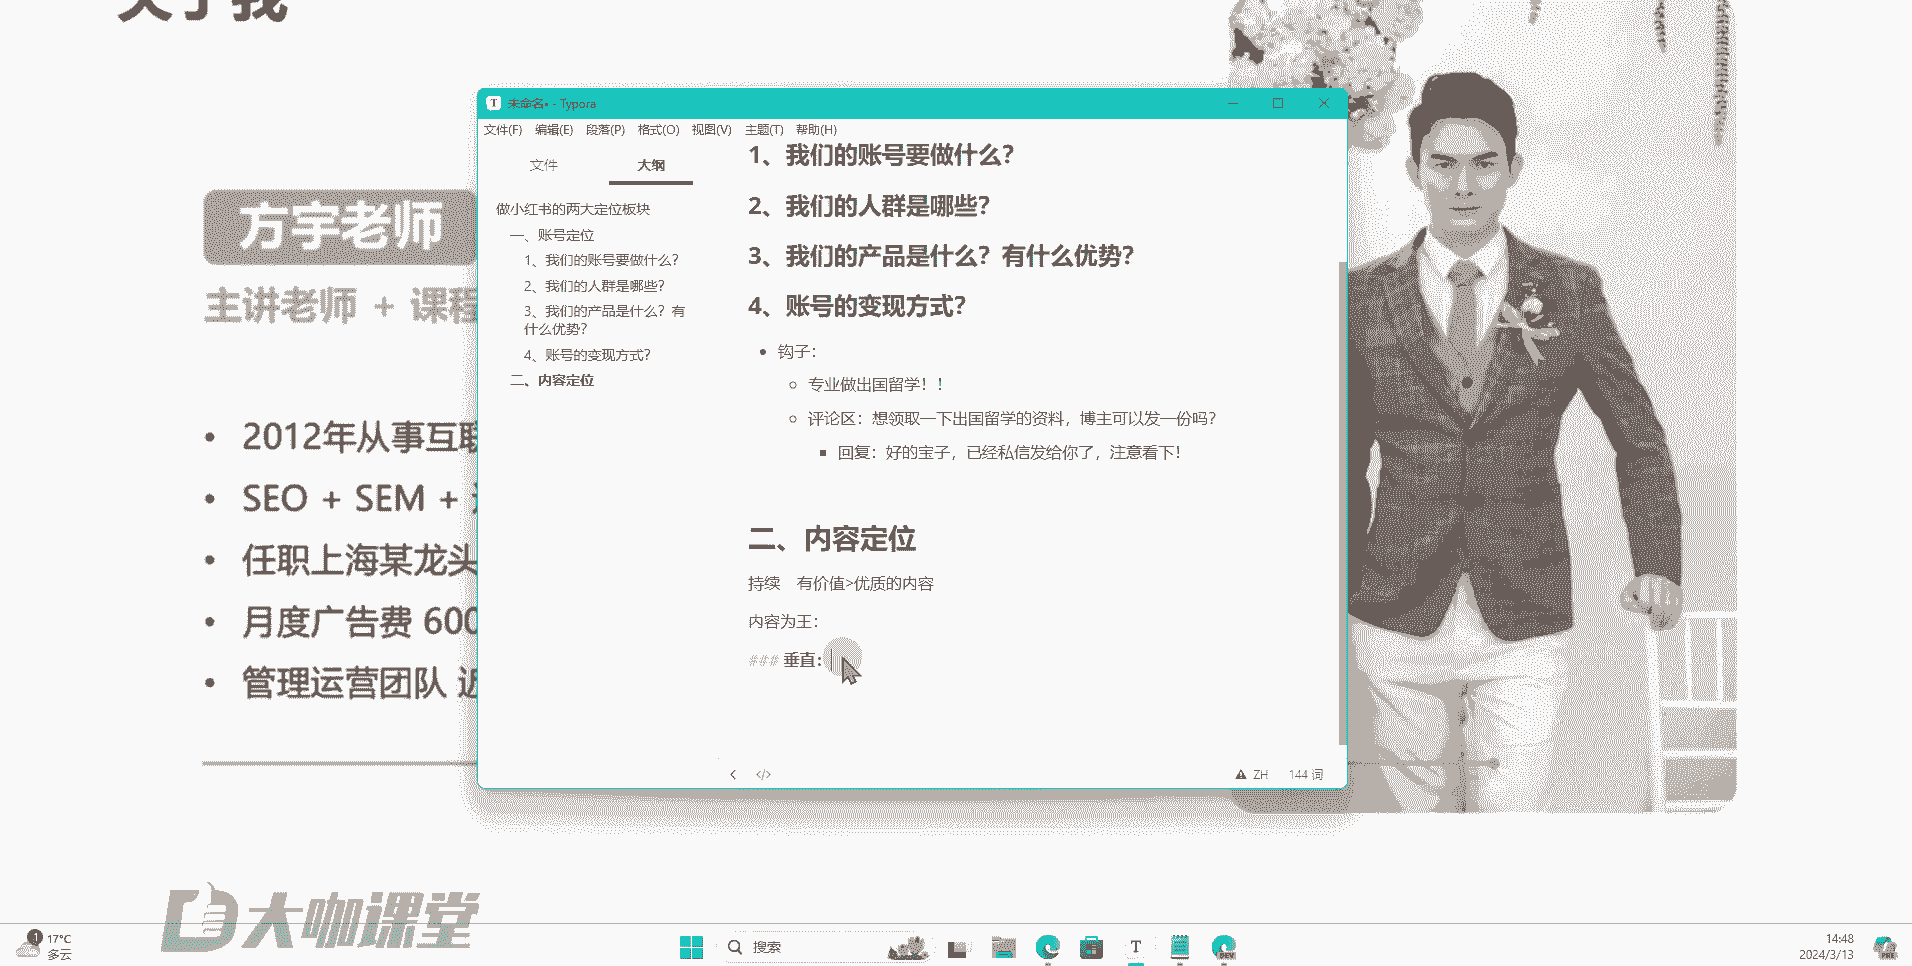 关于我
方宇老师
主讲老师 + 课程
2012年从事互联
SEO + SEM +
任职上海某龙头
月度广告费 600
管理运营团队 近
大咖课堂
未命名• - Typora
文件(F) 编辑(E) 段落(P) 格式(O) 视图(V) 主题(T) 帮助(H)
文件 大纲
做小红书的两大定位板块
一、账号定位
1、我们的账号要做什么?
2、我们的人群是哪些?
3、我们的产品是什么? 有
什么优势?
4、账号的变现方式?
二、内容定位
1、我们的账号要做什么?
2、我们的人群是哪些?
3、我们的产品是什么? 有什么优势?
4、账号的变现方式?
钩子:
专业做出国留学! !
评论区: 想领取一下出国留学的资料, 博主可以发一份吗?
回复: 好的宝子, 已经私信发给你了, 注意看下!
二、内容定位
持续 有价值>优质的内容
内容为王:
### 垂直:
ZH 144 词
1 17°C
多云
搜索
T
DEV
14:48
2024/3/13
PRE